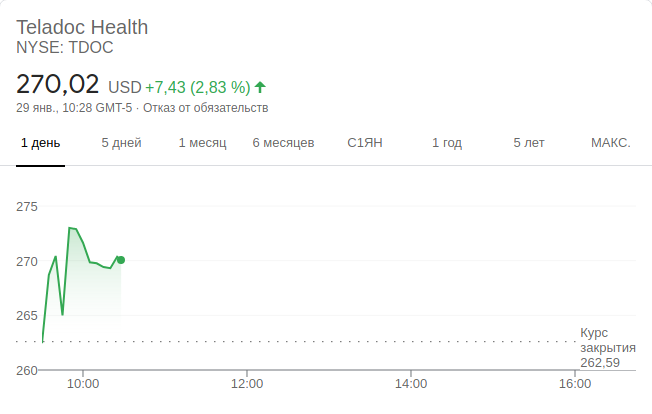 Teladoc Health
NYSE: TDOC
270,02 USD +7,43 (2,83 %)
29 янв., 10:28 GMT-5 · Отказ от обязательств
1 день 5 дней 1 месяц 6 месяцев С1ЯН 1 год 5 лет МАКС.
275
270
265
Курс
закрытия
262,59
260
10:00 12:00 14:00 16:00